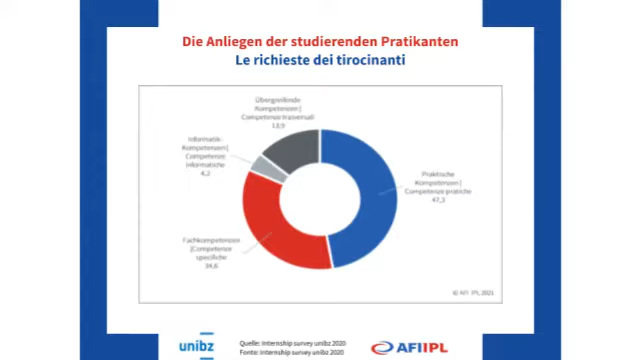 Die Anliegen der studierenden Pratikanten
Le richieste dei tirocinanti
Übergreifende
Kompetenzen|
Competenze trasversali
13,9
Informatik-
Kompetenzen|
Competenze
informatiche
4,2
Praktische
Kompetenzen|
Competenze pratiche
47,3
Fachkompetenzen
|Competenze
specifiche
34,6
© AFI IPL, 2021
unibz
Quelle: Internship survey unibz 2020
Fonte: Internship survey unibz 2020
AFIIPL